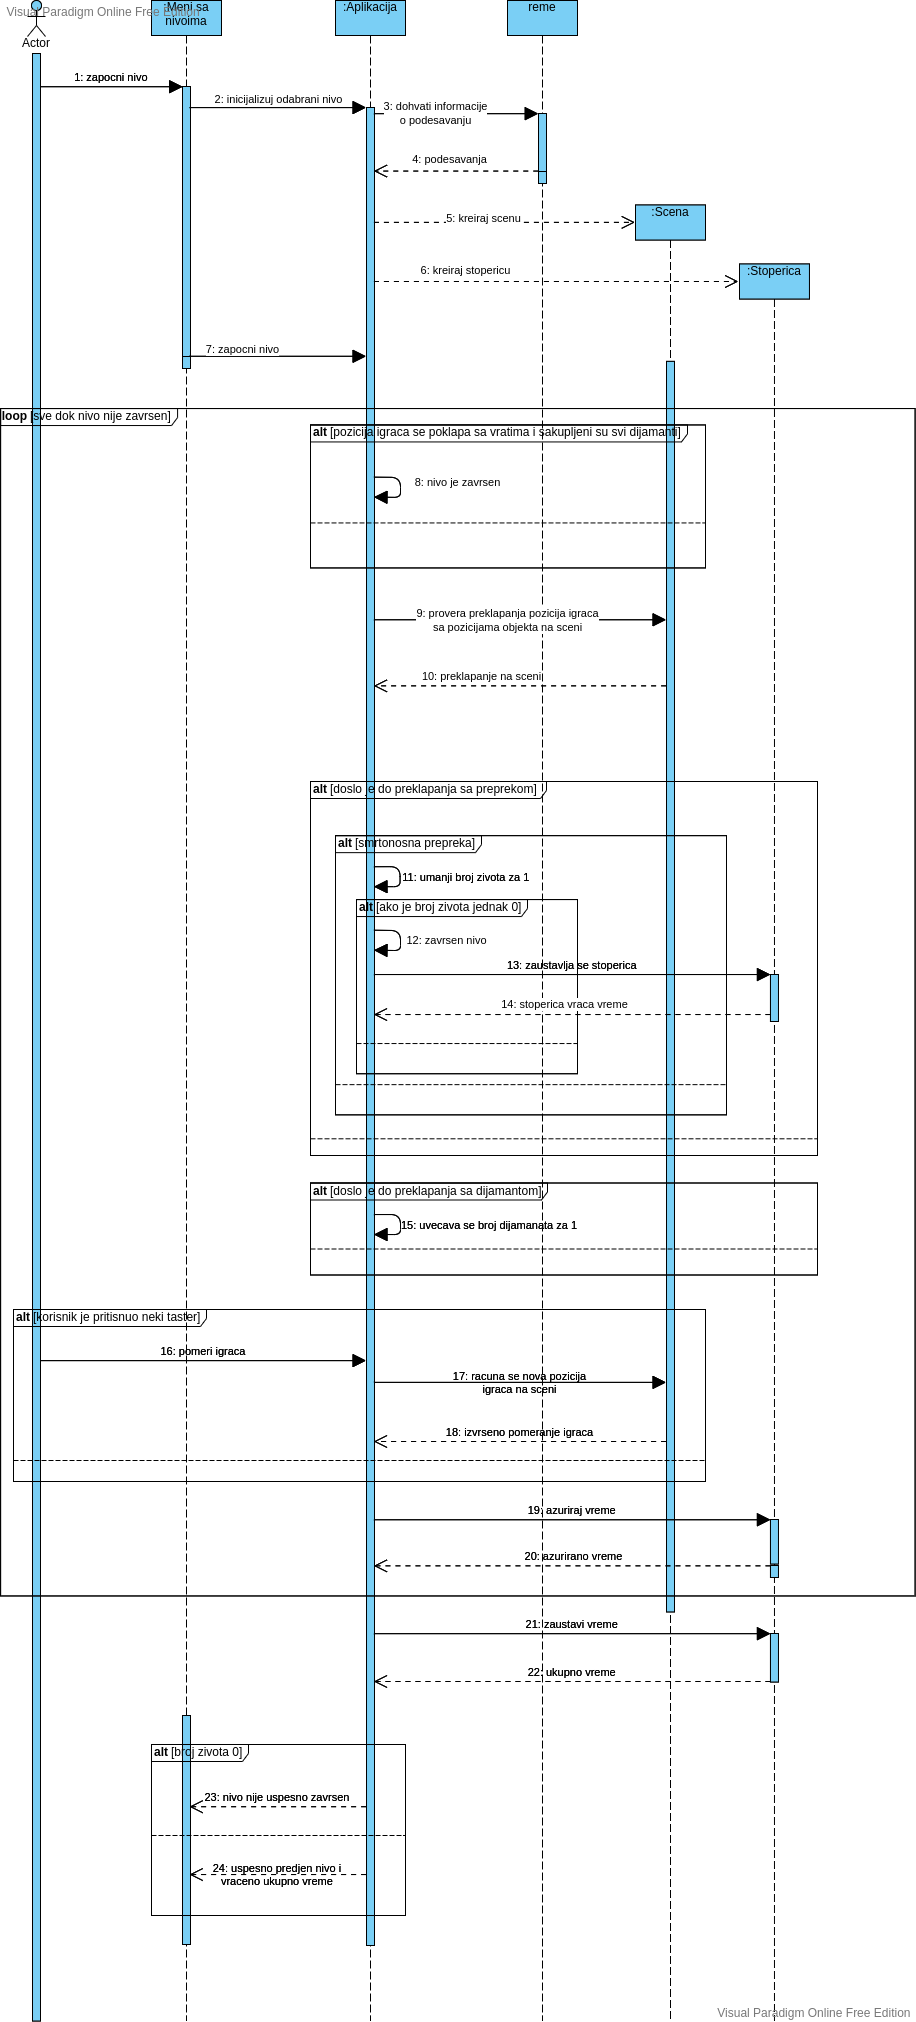 Visual Paradigm Online Free Edition
:Meni sa
nivoima
:Aplikacija
reme
Actor
1: zapocni nivo
2: inicijalizuj odabrani nivo
3: dohvati informacije
o podesavanju
4: podesavanja
5: kreiraj scenu
:Scena
6: kreiraj stopericu
:Stoperica
7: zapocni nivo
loop [sve dok nivo nije zavrsen]
alt [pozicija igraca se poklapa sa vratima i sakupljeni su svi dijamanti]
8: nivo je zavrsen
9: provera preklapanja pozicija igraca
sa pozicijama objekta na sceni
10: preklapanje na sceni
alt [doslo je do preklapanja sa preprekom]
alt [smrtonosna prepreka]
11: umanji broj zivota za 1
alt [ako je broj zivota jednak 0]
12: zavrsen nivo
13: zaustavlja se stoperica
14: stoperica vraca vreme
alt [doslo je do preklapanja sa dijamantom]
15: uvecava se broj dijamanata za 1
alt [korisnik je pritisnuo neki taster]
16: pomeri igraca
17: racuna se nova pozicija
igraca na sceni
18: izvrseno pomeranje igraca
19: azuriraj vreme
20: azurirano vreme
21: zaustavi vreme
22: ukupno vreme
alt [broj zivota 0]
23: nivo nije uspesno zavrsen
24: uspesno predjen nivo i
vraceno ukupno vreme
Visual Paradigm Online Free Edition